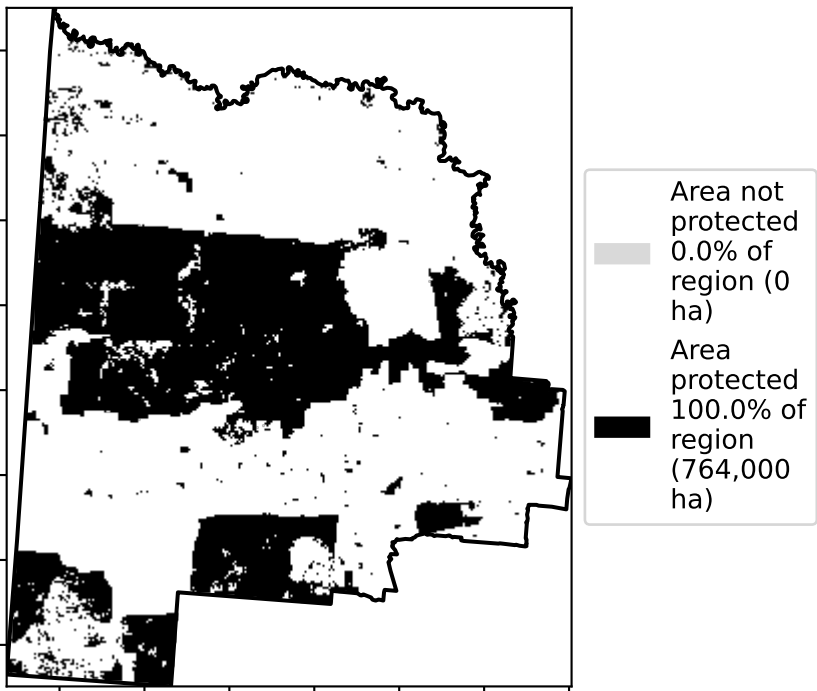 Area not
protected
0.0% of
region (0
ha)
Area
protected
100.0% of
region
(764,000
ha)